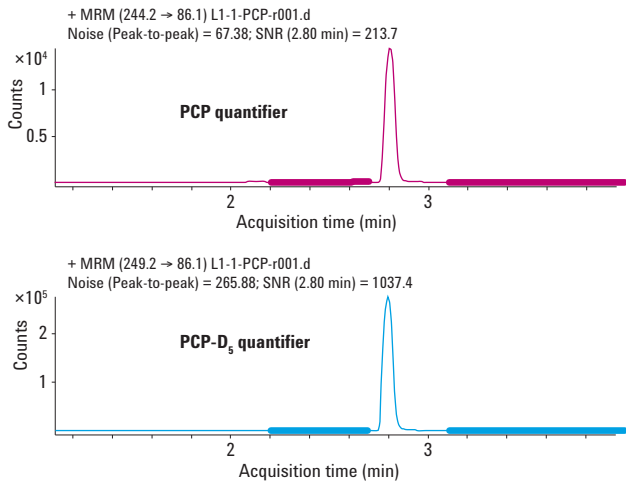 + MRM (244.2 → 86.1) L1-1-PCP-r001.d
Noise (Peak-to-peak) = 67.38; SNR (2.80 min) = 213.7
×10⁴
1
0.5
Counts
PCP quantifier
2 3
Acquisition time (min)
+ MRM (249.2 → 86.1) L1-1-PCP-r001.d
Noise (Peak-to-peak) = 265.88; SNR (2.80 min) = 1037.4
×10⁵
2
1
Counts
PCP-D₅ quantifier
2 3
Acquisition time (min)